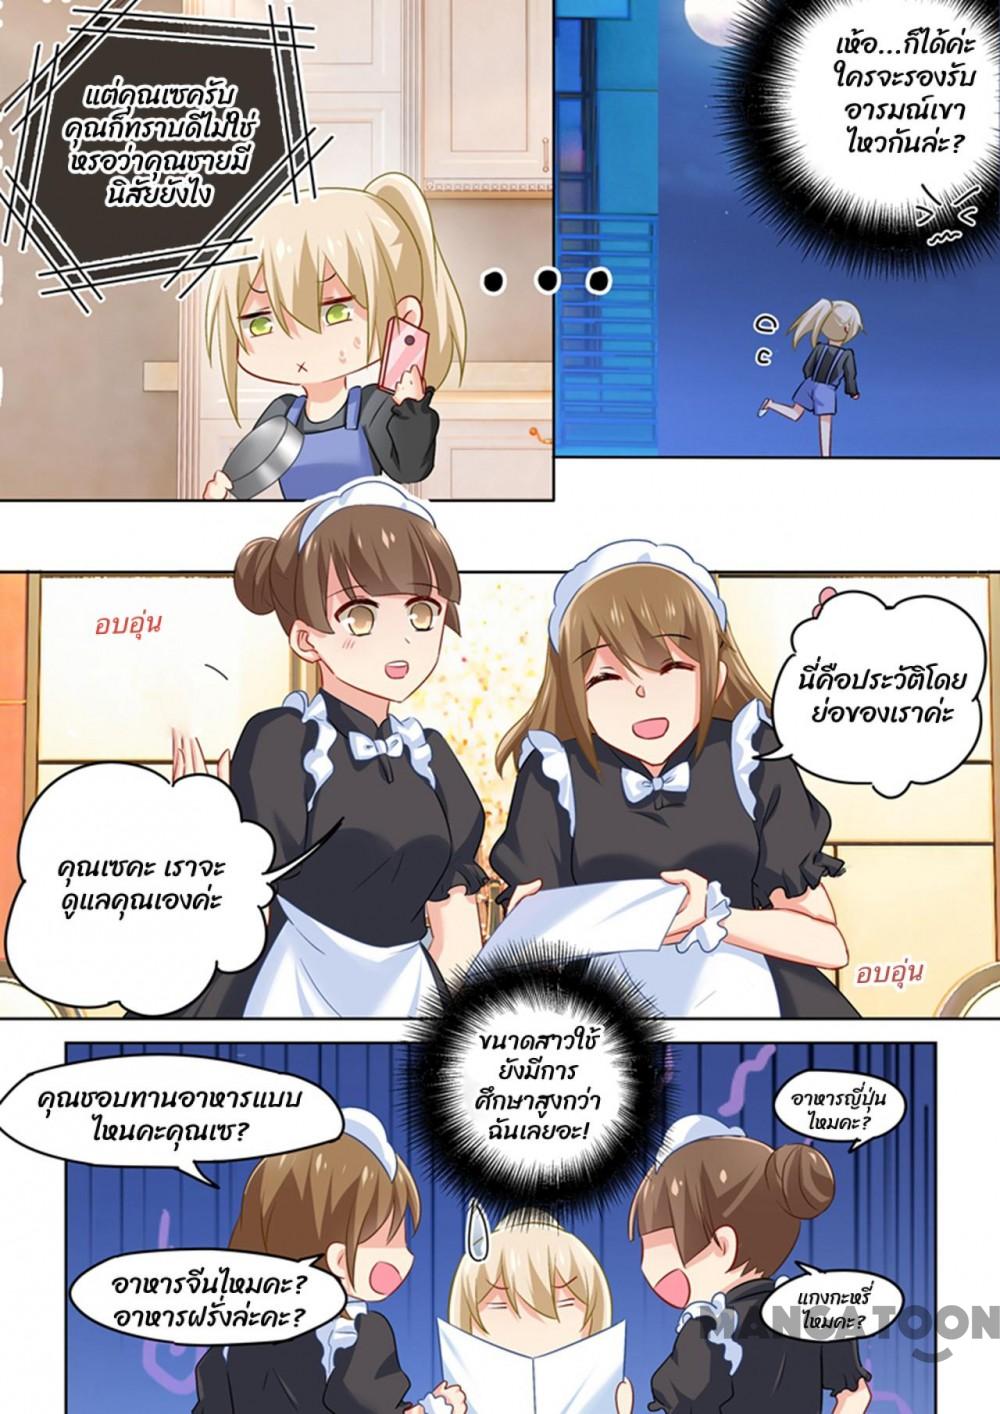 แต่คุณเซครับ
คุณก็ทราบดีไม่ใช่
หรอว่าคุณชายมี
นิสัยยังไง
เห้อ...ก็ได้ค่ะ
ใครจะรองรับ
อารมณ์เขา
ไหวกันล่ะ?
อบอุ่น
นี่คือประวัติโดย
ย่อของเราค่ะ
คุณเซคะ เราจะ
ดูแลคุณเองค่ะ
อบอุ่น
ขนาดสาวใช้
ยังมีการ
ศึกษาสูงกว่า
ฉันเลยอะ!
คุณชอบทานอาหารแบบ
ไหนคะคุณเซ?
อาหารญี่ปุ่น
ไหมคะ?
อาหารจีนไหมคะ?
อาหารฝรั่งล่ะคะ?
แกงกะหรี่
ไหมคะ?
MANGATOON